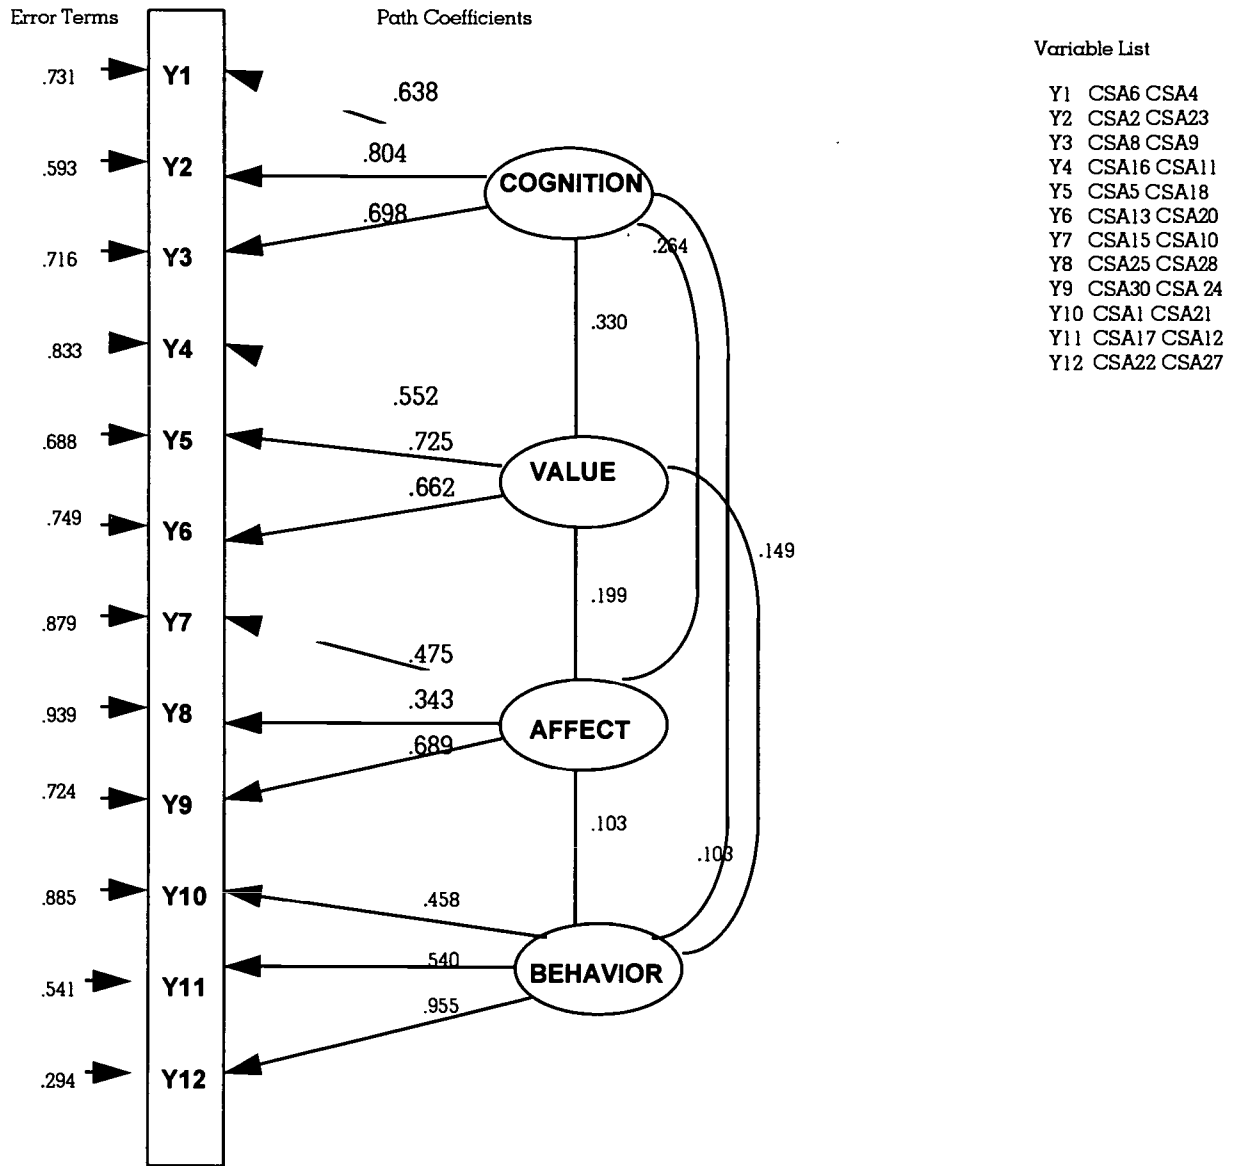 Error Terms
Path Coefficients
Variable List
.731
Y1
.638
.593
Y2
.804
COGNITION
.716
Y3
.698
.264
.330
.833
Y4
.552
.688
Y5
.725
VALUE
.662
.749
Y6
.149
.199
.879
Y7
.475
.939
Y8
.343
AFFECT
.689
.724
Y9
.103
.103
.885
Y10
.458
.541
Y11
540
BEHAVIOR
.955
.294
Y12
Y1 CSA6 CSA4
Y2 CSA2 CSA23
Y3 CSA8 CSA9
Y4 CSA16 CSA11
Y5 CSA5 CSA18
Y6 CSA13 CSA20
Y7 CSA15 CSA10
Y8 CSA25 CSA28
Y9 CSA30 CSA 24
Y10 CSA1 CSA21
Y11 CSA17 CSA12
Y12 CSA22 CSA27